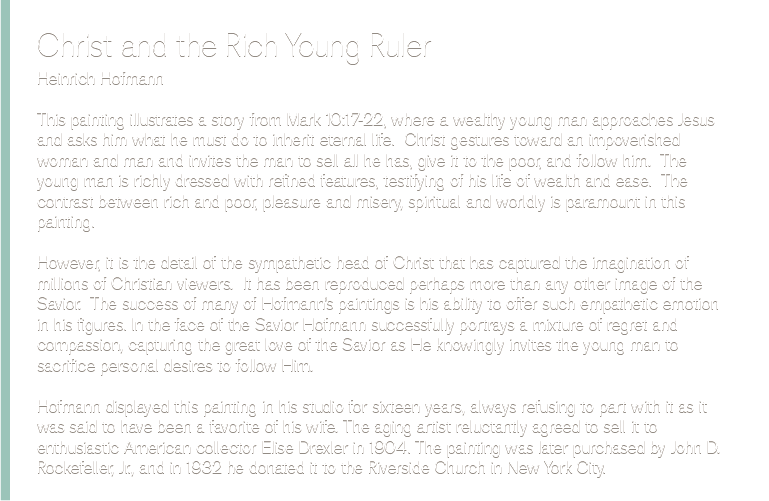 Christ and the Rich Young Ruler
Heinrich Hofmann
This painting illustrates a story from Mark 10:17-22, where a wealthy young man approaches Jesus
and asks him what he must do to inherit eternal life.  Christ gestures toward an impoverished
woman and man and invites the man to sell all he has, give it to the poor, and follow him.  The
young man is richly dressed with refined features, testifying of his life of wealth and ease.  The
contrast between rich and poor, pleasure and misery, spiritual and worldly is paramount in this
painting.
However, it is the detail of the sympathetic head of Christ that has captured the imagination of
millions of Christian viewers.  It has been reproduced perhaps more than any other image of the
Savior.  The success of many of Hofmann's paintings is his ability to offer such empathetic emotion
in his figures. In the face of the Savior Hofmann successfully portrays a mixture of regret and
compassion, capturing the great love of the Savior as He knowingly invites the young man to
sacrifice personal desires to follow Him.
Hofmann displayed this painting in his studio for sixteen years, always refusing to part with it as it
was said to have been a favorite of his wife. The aging artist reluctantly agreed to sell it to
enthusiastic American collector Elise Drexler in 1904. The painting was later purchased by John D.
Rockefeller, Jr., and in 1932 he donated it to the Riverside Church in New York City.